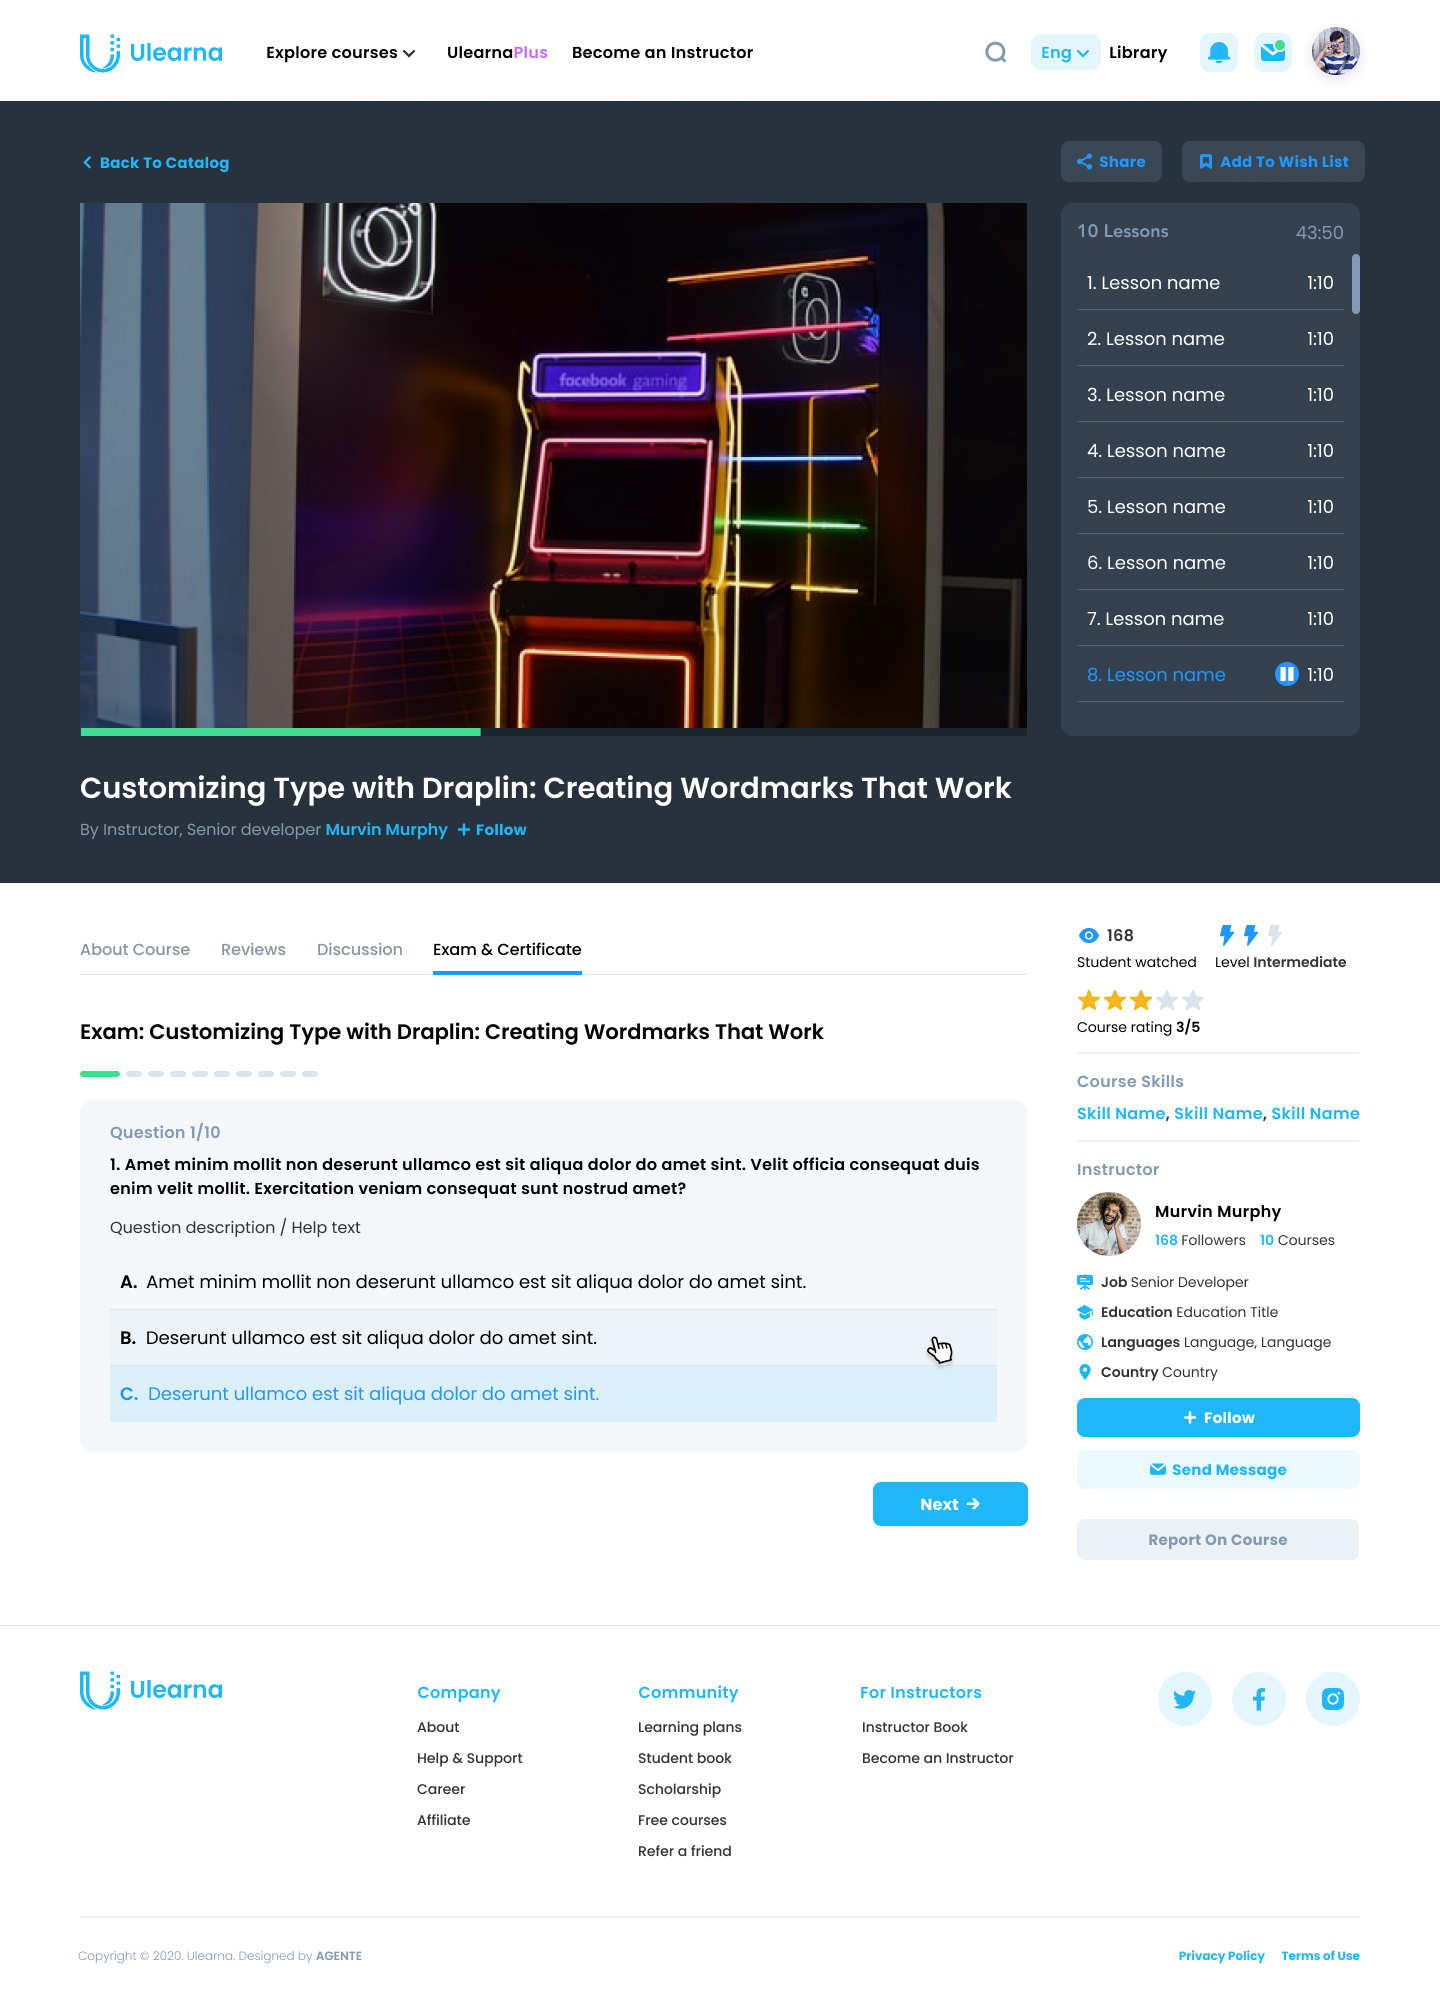 Ulearna
Explore courses
UlearnaPlus
Become an Instructor
Eng
Library
Back To Catalog
Share
Add To Wish List
facebook gaming
10 Lessons 43:50
1. Lesson name 1:10
2. Lesson name 1:10
3. Lesson name 1:10
4. Lesson name 1:10
5. Lesson name 1:10
6. Lesson name 1:10
7. Lesson name 1:10
8. Lesson name 1:10
Customizing Type with Draplin: Creating Wordmarks That Work
By Instructor, Senior developer Murvin Murphy + Follow
About Course Reviews Discussion Exam & Certificate
Exam: Customizing Type with Draplin: Creating Wordmarks That Work
Question 1/10
1. Amet minim mollit non deserunt ullamco est sit aliqua dolor do amet sint. Velit officia consequat duis
enim velit mollit. Exercitation veniam consequat sunt nostrud amet?
Question description / Help text
A. Amet minim mollit non deserunt ullamco est sit aliqua dolor do amet sint.
B. Deserunt ullamco est sit aliqua dolor do amet sint.
C. Deserunt ullamco est sit aliqua dolor do amet sint.
Next
168
Student watched
Level Intermediate
Course rating 3/5
Course Skills
Skill Name, Skill Name, Skill Name
Instructor
Murvin Murphy
168 Followers 10 Courses
Job Senior Developer
Education Education Title
Languages Language, Language
Country Country
+ Follow
Send Message
Report On Course
Ulearna
Company
About
Help & Support
Career
Affiliate
Community
Learning plans
Student book
Scholarship
Free courses
Refer a friend
For Instructors
Instructor Book
Become an Instructor
Copyright © 2020. Ulearna. Designed by AGENTE
Privacy Policy Terms of Use